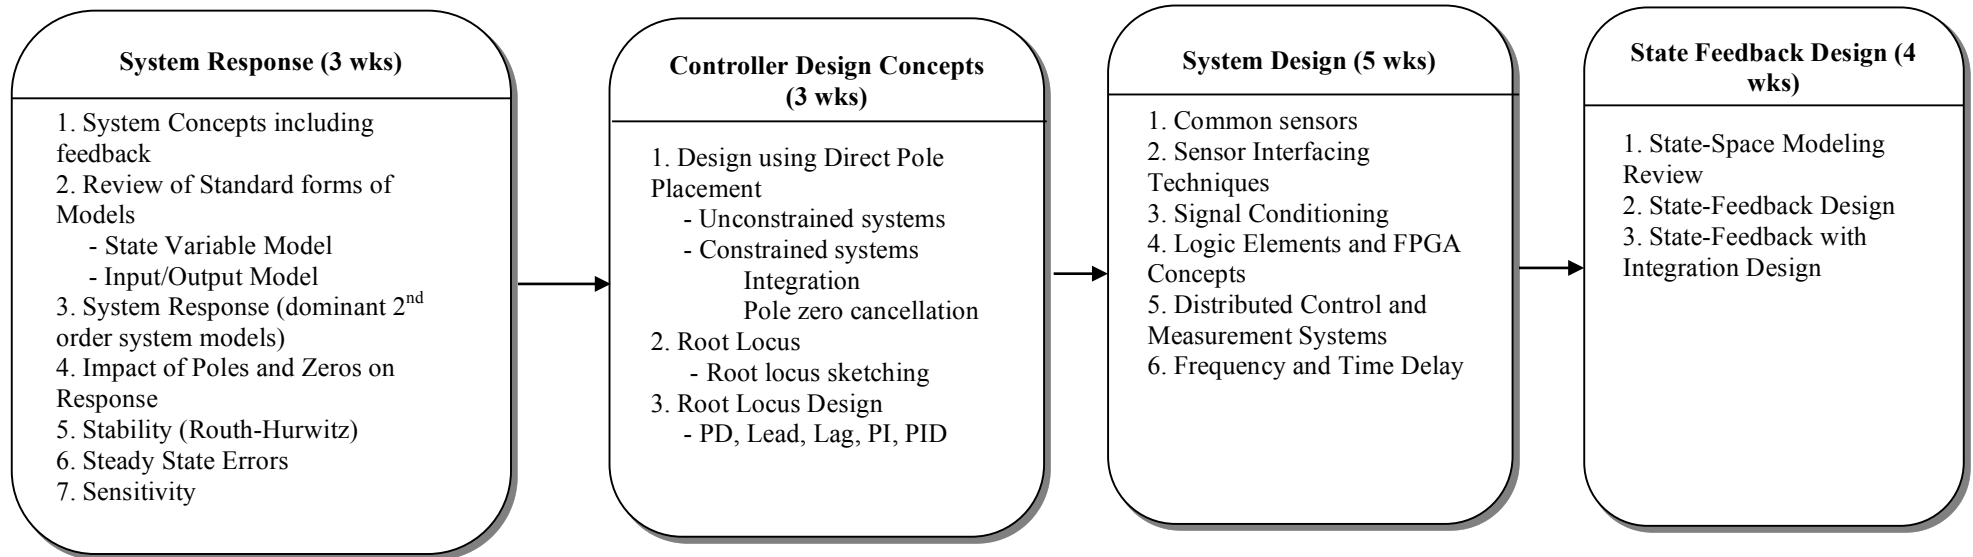 System Response (3 wks)
1. System Concepts including
feedback
2. Review of Standard forms of
Models
- State Variable Model
- Input/Output Model
3. System Response (dominant 2nd
order system models)
4. Impact of Poles and Zeros on
Response
5. Stability (Routh-Hurwitz)
6. Steady State Errors
7. Sensitivity
Controller Design Concepts
(3 wks)
1. Design using Direct Pole
Placement
- Unconstrained systems
- Constrained systems
Integration
Pole zero cancellation
2. Root Locus
- Root locus sketching
3. Root Locus Design
- PD, Lead, Lag, PI, PID
System Design (5 wks)
1. Common sensors
2. Sensor Interfacing
Techniques
3. Signal Conditioning
4. Logic Elements and FPGA
Concepts
5. Distributed Control and
Measurement Systems
6. Frequency and Time Delay
State Feedback Design (4
wks)
1. State-Space Modeling
Review
2. State-Feedback Design
3. State-Feedback with
Integration Design